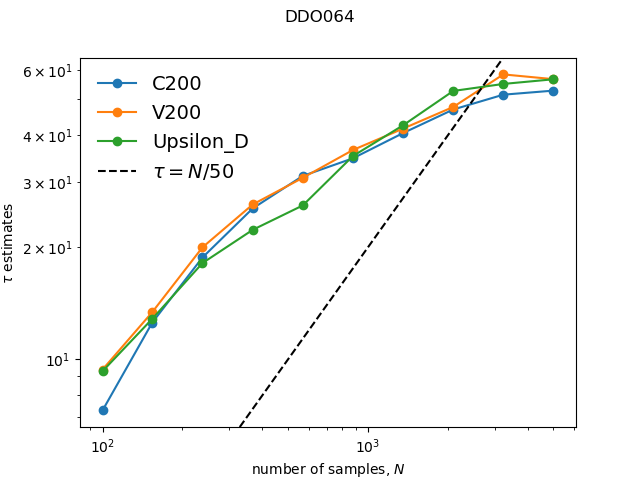 DDO064
6 × 10¹
4 × 10¹
3 × 10¹
2 × 10¹
10¹
τ estimates
C200
V200
Upsilon_D
τ = N/50
10²
10³
number of samples, N